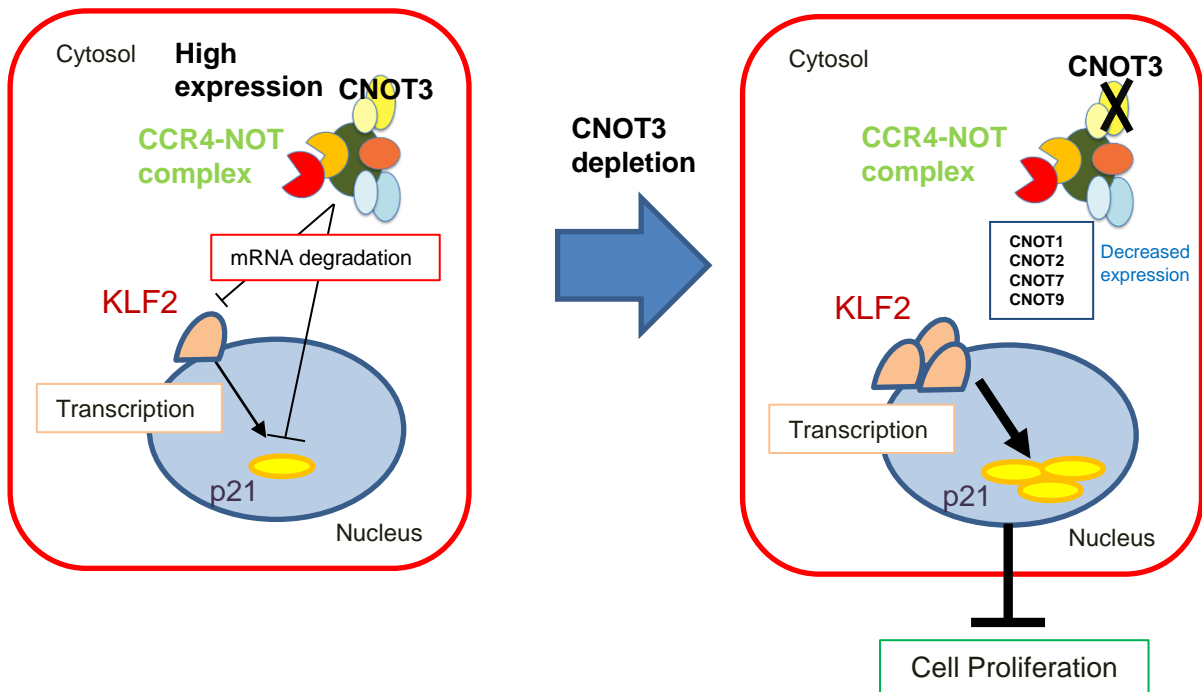 Cytosol
High
expression
CNOT3
CCR4-NOT
complex
mRNA degradation
KLF2
Transcription
p21
Nucleus
CNOT3
depletion
Cytosol
CNOT3
CCR4-NOT
complex
CNOT1
CNOT2
CNOT7
CNOT9
Decreased
expression
KLF2
Transcription
p21
Nucleus
Cell Proliferation